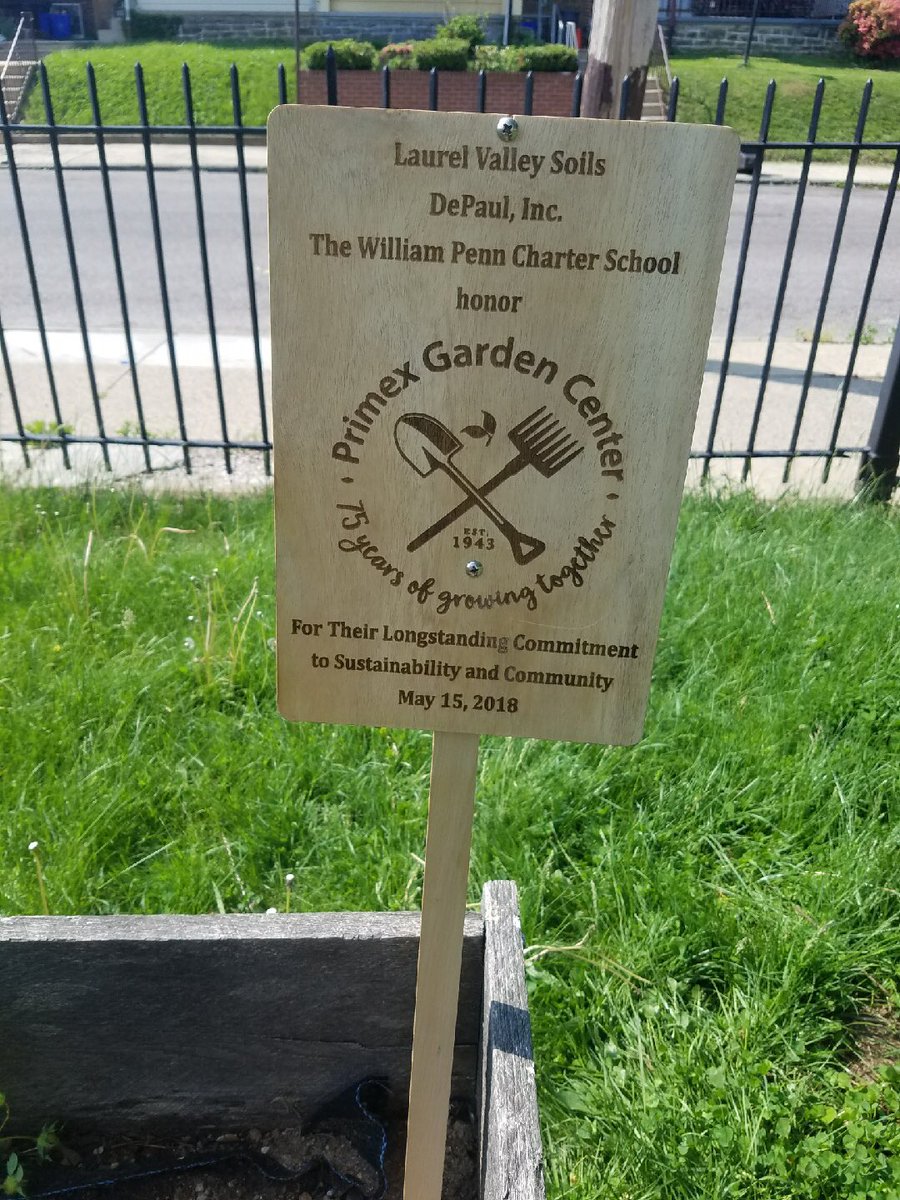 Laurel Valley Soils
DePaul, Inc.
The William Penn Charter School
honor
Primex Garden Center
EST.
1943
· 75 years of growing together ·
For Their Longstanding Commitment
to Sustainability and Community
May 15, 2018